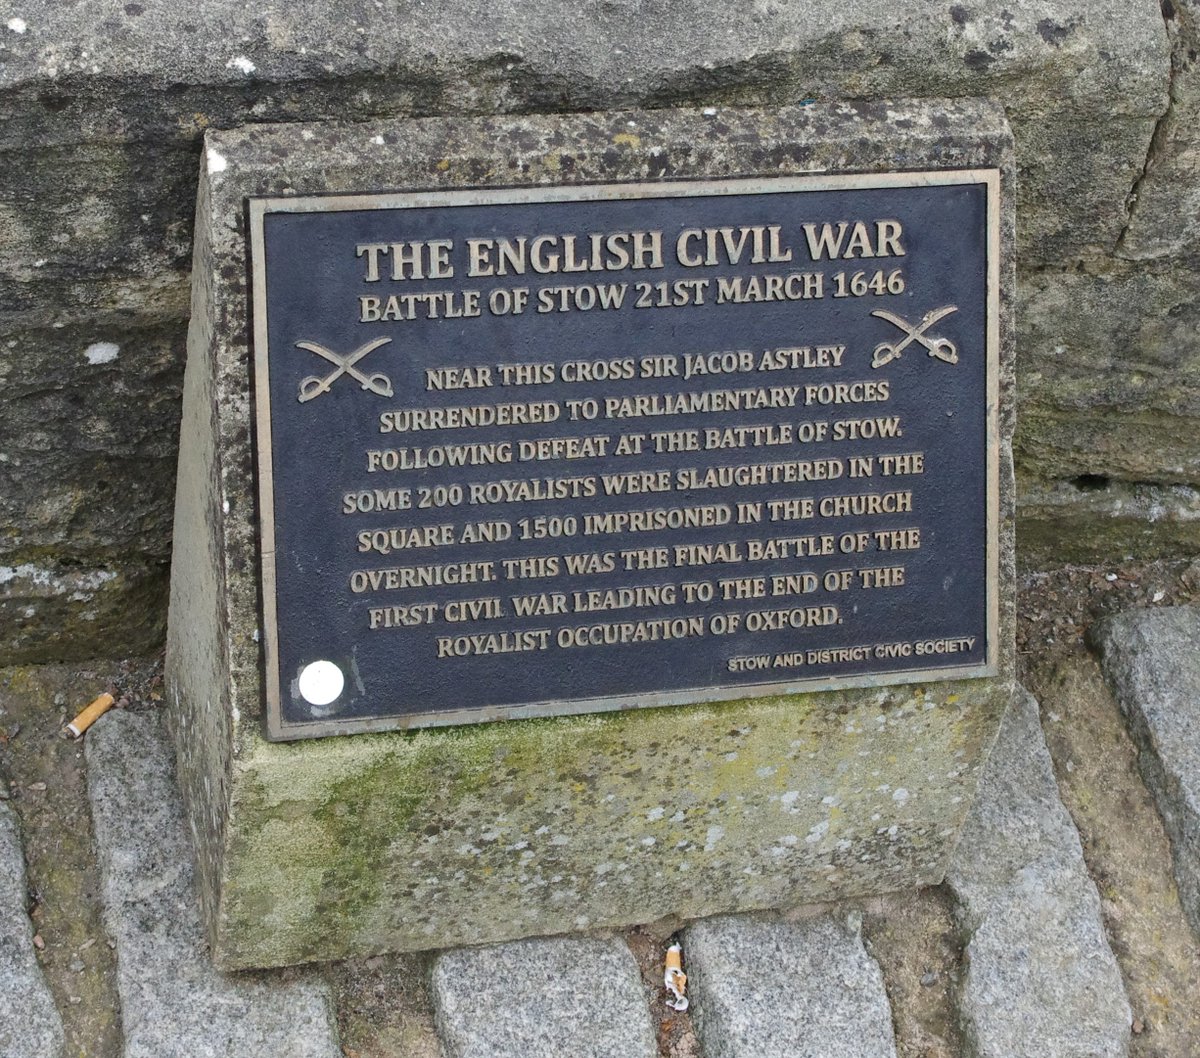 THE ENGLISH CIVIL WAR
BATTLE OF STOW 21ST MARCH 1646
NEAR THIS CROSS SIR JACOB ASTLEY
SURRENDERED TO PARLIAMENTARY FORCES
FOLLOWING DEFEAT AT THE BATTLE OF STOW.
SOME 200 ROYALISTS WERE SLAUGHTERED IN THE
SQUARE AND 1500 IMPRISONED IN THE CHURCH
OVERNIGHT. THIS WAS THE FINAL BATTLE OF THE
FIRST CIVIL WAR LEADING TO THE END OF THE
ROYALIST OCCUPATION OF OXFORD.
STOW AND DISTRICT CIVIC SOCIETY